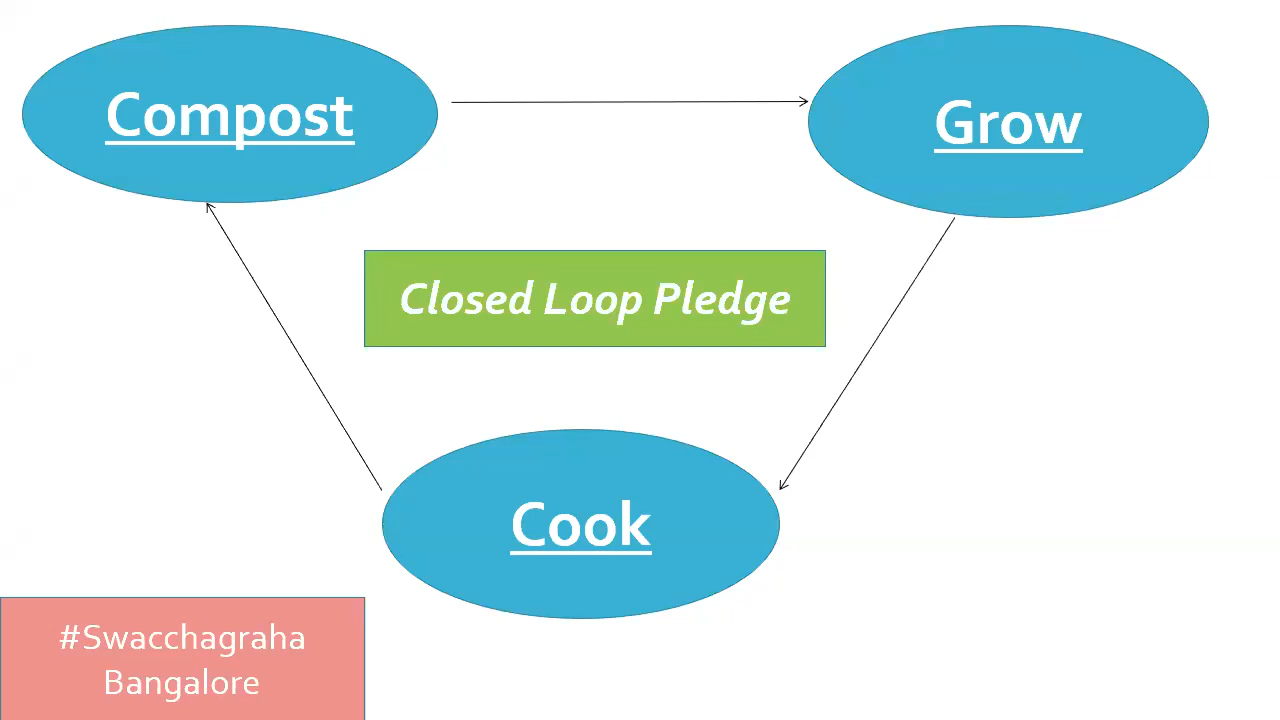 Compost
Grow
Closed Loop Pledge
Cook
#Swacchagraha
Bangalore